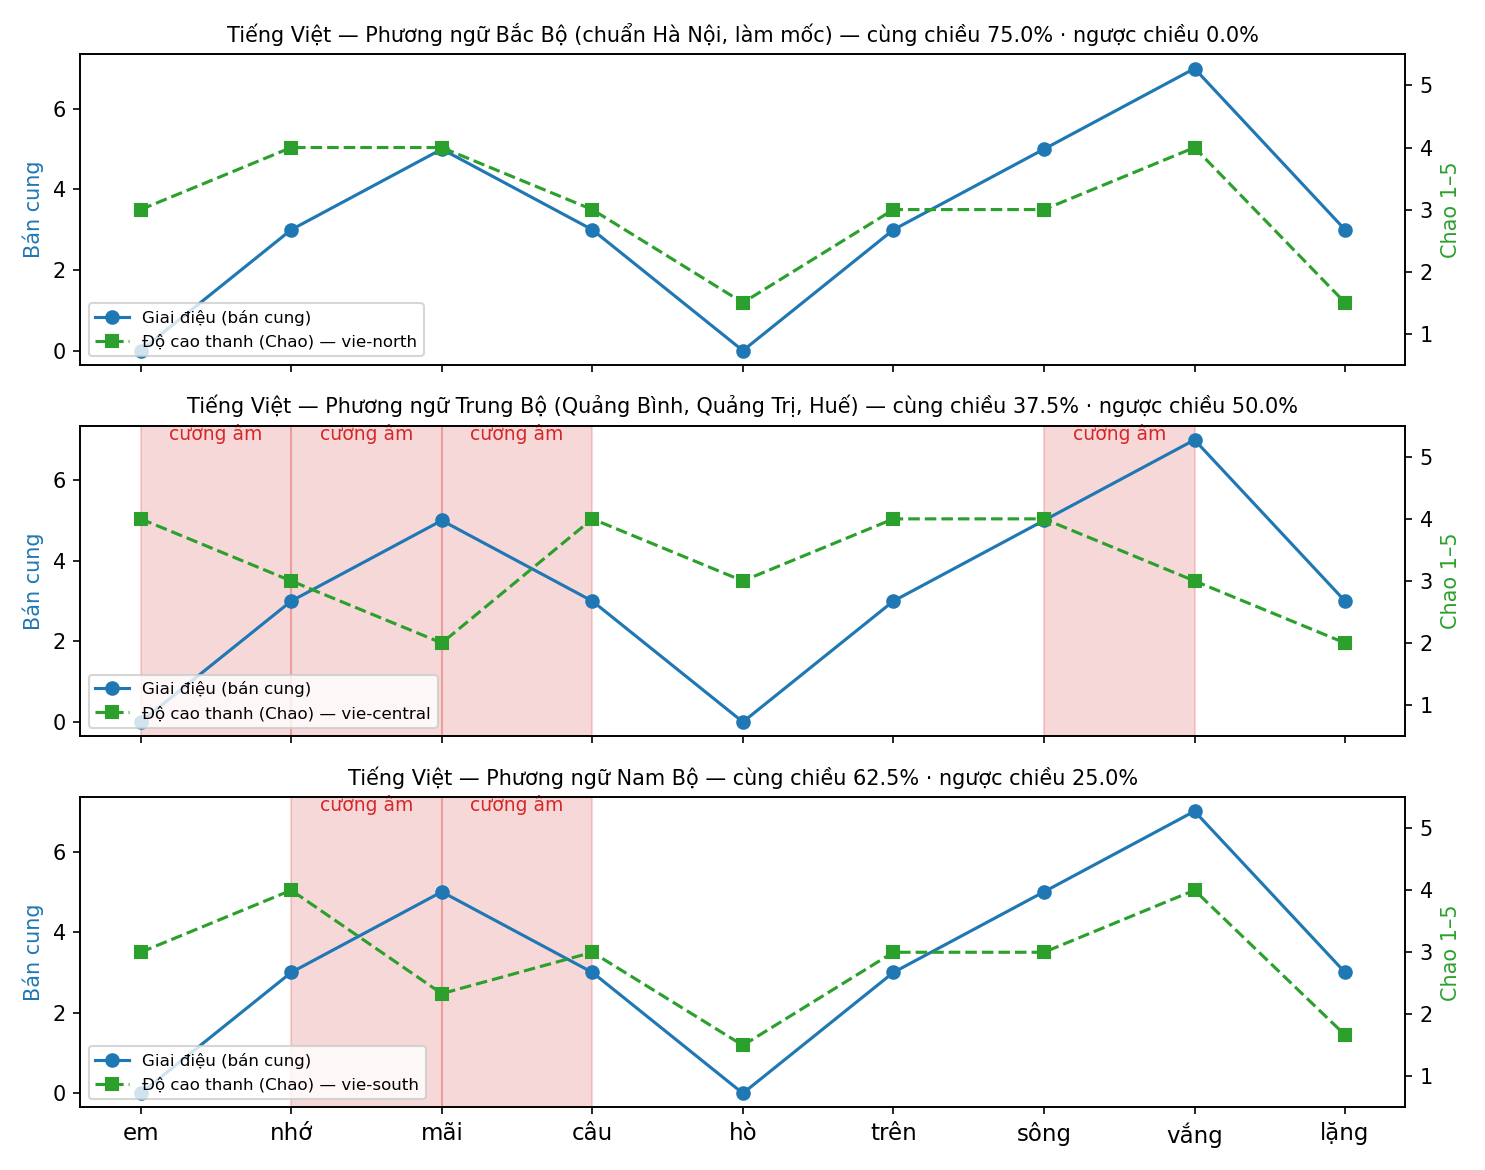 Tiếng Việt — Phương ngữ Bắc Bộ (chuẩn Hà Nội, làm mốc) — cùng chiều 75.0% · ngược chiều 0.0%
Bán cung
6
4
2
0
5
4
3
2
1
Chao 1–5
Giai điệu (bán cung)
Độ cao thanh (Chao) — vie-north
Tiếng Việt — Phương ngữ Trung Bộ (Quảng Bình, Quảng Trị, Huế) — cùng chiều 37.5% · ngược chiều 50.0%
cưỡng âm cưỡng âm cưỡng âm cưỡng âm
Bán cung
6
4
2
0
5
4
3
2
1
Chao 1–5
Giai điệu (bán cung)
Độ cao thanh (Chao) — vie-central
Tiếng Việt — Phương ngữ Nam Bộ — cùng chiều 62.5% · ngược chiều 25.0%
cưỡng âm cưỡng âm
Bán cung
6
4
2
0
5
4
3
2
1
Chao 1–5
Giai điệu (bán cung)
Độ cao thanh (Chao) — vie-south
em nhớ mãi câu hò trên sông vắng lặng